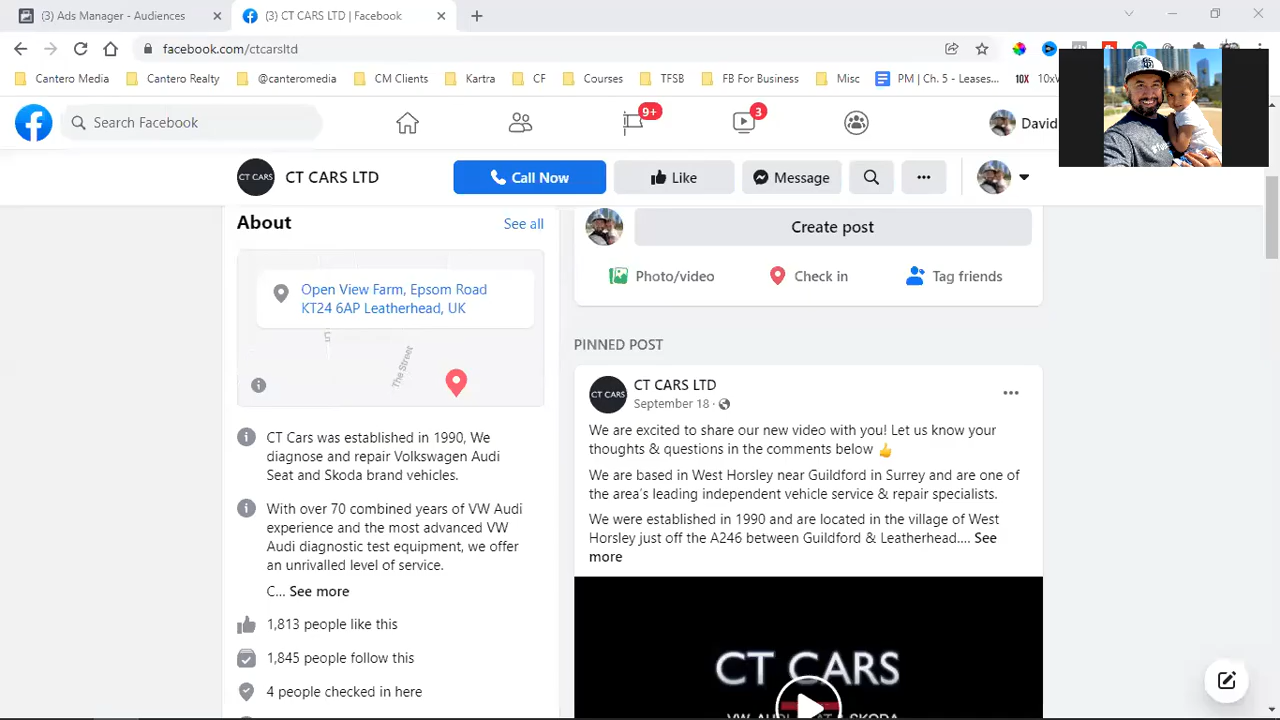 (3) Ads Manager - Audiences
(3) CT CARS LTD | Facebook
facebook.com/ctcarsltd
Cantero Media
Cantero Realty
@canteromedia
CM Clients
Kartra
CF
Courses
TFSB
FB For Business
Misc
PM | Ch. 5 - Leases...
10X
Search Facebook
9+
3
David
CT CARS
CT CARS LTD
Call Now
Like
Message
About
See all
Open View Farm, Epsom Road
KT24 6AP Leatherhead, UK
The Street
CT Cars was established in 1990, We
diagnose and repair Volkswagen Audi
Seat and Skoda brand vehicles.
With over 70 combined years of VW Audi
experience and the most advanced VW
Audi diagnostic test equipment, we offer
an unrivalled level of service.
C... See more
1,813 people like this
1,845 people follow this
4 people checked in here
Create post
Photo/video
Check in
Tag friends
PINNED POST
CT CARS
CT CARS LTD
September 18 ·
We are excited to share our new video with you! Let us know your
thoughts & questions in the comments below 👍
We are based in West Horsley near Guildford in Surrey and are one of
the area's leading independent vehicle service & repair specialists.
We were established in 1990 and are located in the village of West
Horsley just off the A246 between Guildford & Leatherhead.... See
more
CT CARS